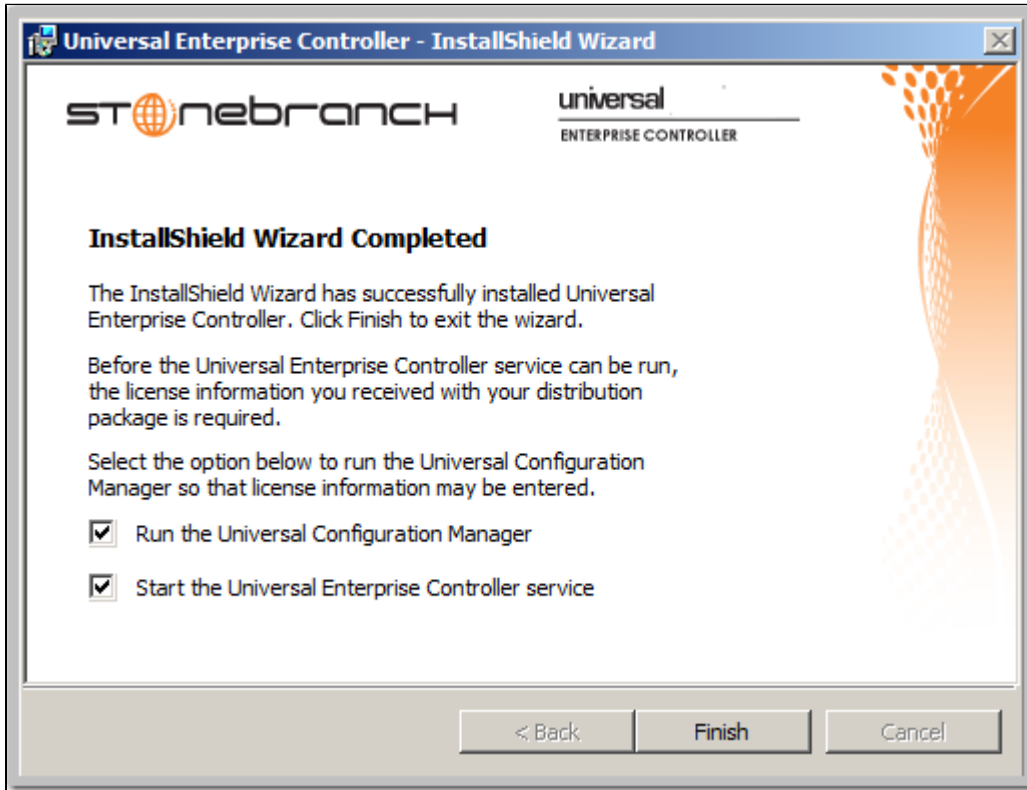 Universal Enterprise Controller - InstallShield Wizard
STONEBRANCH
universal
ENTERPRISE CONTROLLER
InstallShield Wizard Completed
The InstallShield Wizard has successfully installed Universal
Enterprise Controller. Click Finish to exit the wizard.
Before the Universal Enterprise Controller service can be run,
the license information you received with your distribution
package is required.
Select the option below to run the Universal Configuration
Manager so that license information may be entered.
Run the Universal Configuration Manager
Start the Universal Enterprise Controller service
< Back
Finish
Cancel